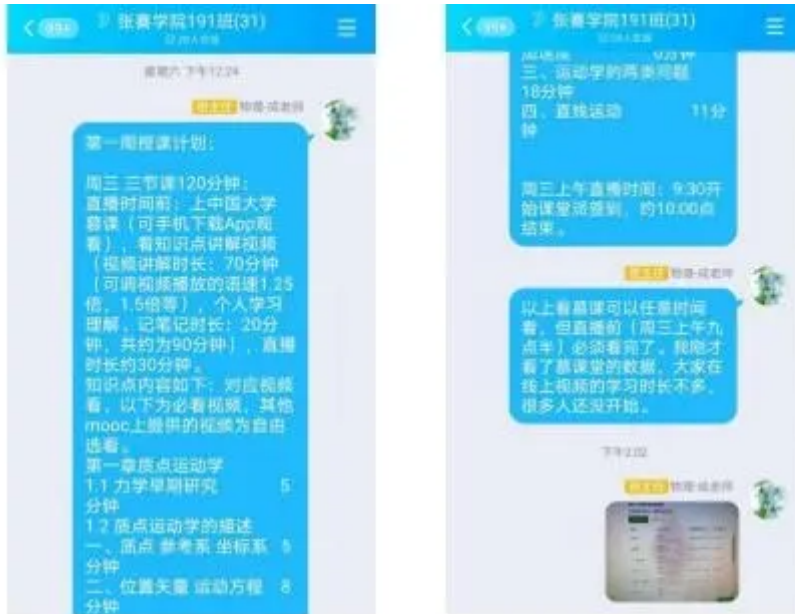 张謇学院191班(31)
星期六 下午12:24
物理-成老师
第一周授课计划：
周三 三节课120分钟：
直播时间前：上中国大学
慕课（可手机下载App观
看），看知识点讲解视频
（视频讲解时长：70分钟
（可调视频播放的语速1.25
倍，1.5倍等），个人学习
理解，记笔记时长：20分
钟，共约为90分钟），直播
时长约30分钟。
知识点内容如下：对应视频
看，以下为必看视频，其他
mooc上提供的视频为自由
选看。
第一章质点运动学
1.1 力学早期研究 5
分钟
1.2 质点运动学的描述
一、质点 参考系 坐标系 5
分钟
二、位置矢量 运动方程 8
分钟
张謇学院191班(31)
三、运动学的两类问题
18分钟
四、直线运动 11分
钟
周三上午直播时间：9:30开
始课堂派签到，约10:00点
结束。
物理-成老师
以上看慕课可以任意时间
看，但直播前（周三上午九
点半）必须看完了。我刚才
看了慕课堂的数据，大家在
线上视频的学习时长不多，
很多人还没开始。
下午2:02
物理-成老师